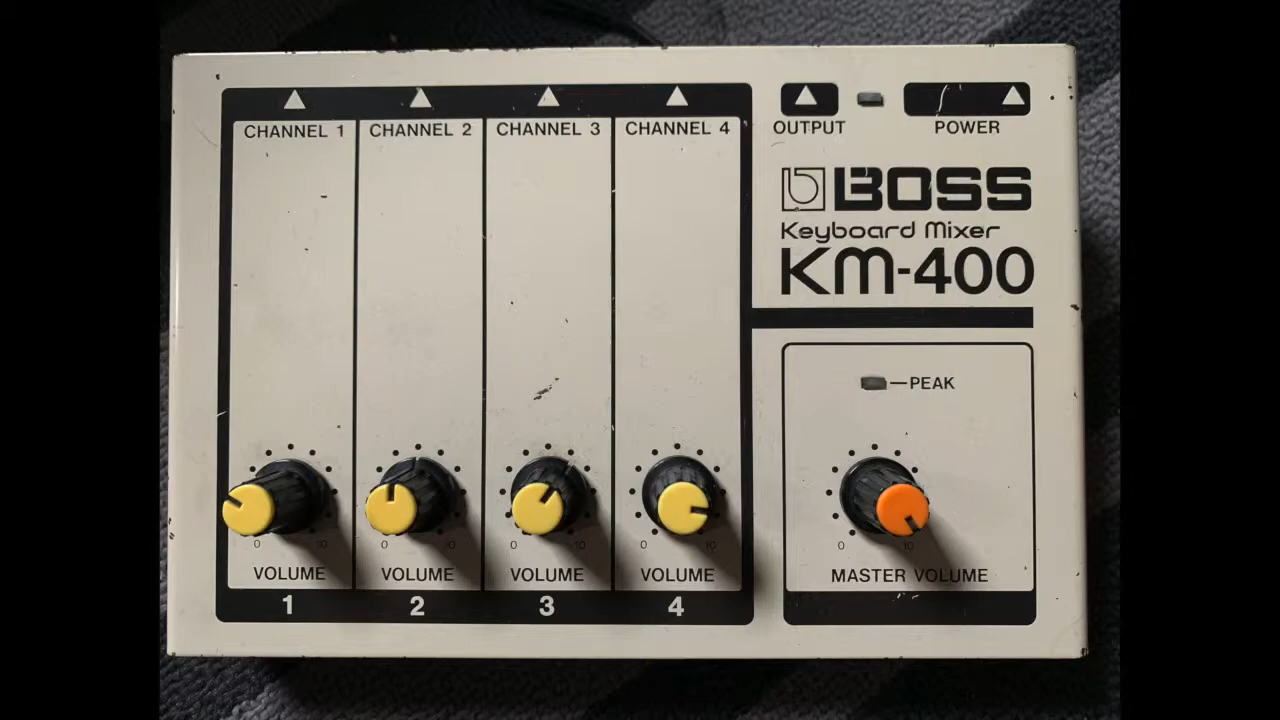 CHANNEL 1 CHANNEL 2 CHANNEL 3 CHANNEL 4
OUTPUT POWER
BOSS
Keyboard Mixer
KM-400
PEAK
0 10 0 10 0 10 0 10 0 10
VOLUME VOLUME VOLUME VOLUME MASTER VOLUME
1 2 3 4